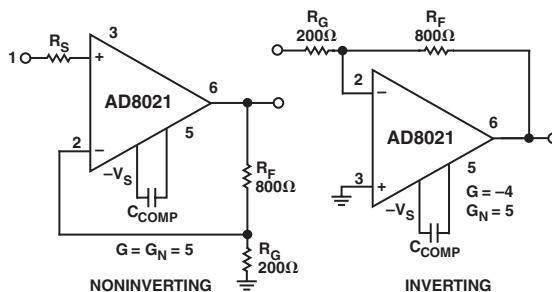 3
1
R_S
+
AD8021
6
2
−
5
−V_S
C_COMP
R_F
800Ω
G = G_N = 5
R_G
200Ω
NONINVERTING
R_G
200Ω
R_F
800Ω
2
−
AD8021
6
3
+
5
−V_S
G = −4
G_N = 5
C_COMP
INVERTING